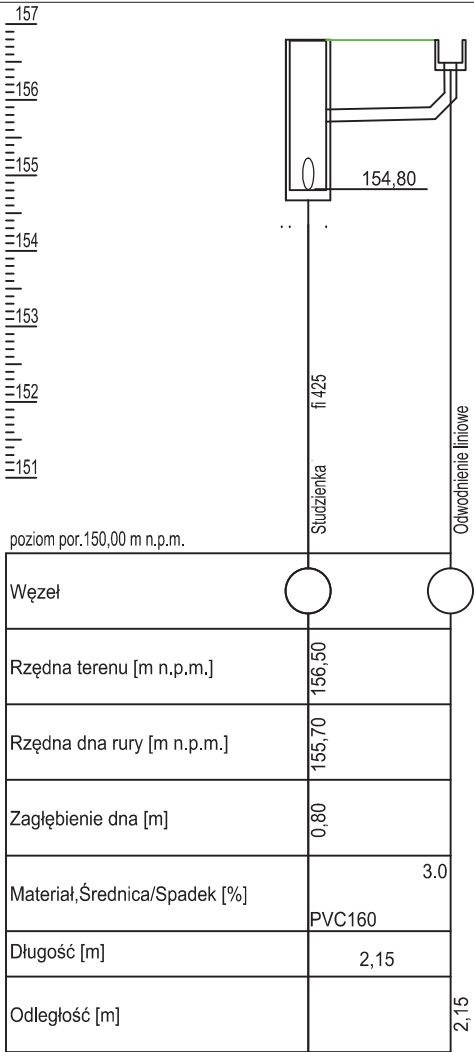 157
156
155
154,80
154
153
152
151
fi 425
Studzienka
Odwodnienie liniowe
poziom por.150,00 m n.p.m.
Węzeł
Rzędna terenu [m n.p.m.]
156,50
Rzędna dna rury [m n.p.m.]
155,70
Zagłębienie dna [m]
0,80
Materiał,Średnica/Spadek [%]
3.0
PVC160
Długość [m]
2,15
Odległość [m]
2,15